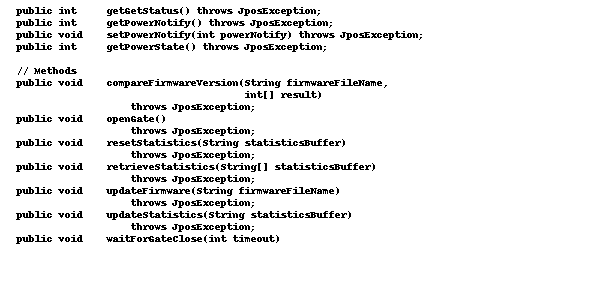 public int    getGetStatus() throws JposException;
public int    getPowerNotify() throws JposException;
public void   setPowerNotify(int powerNotify) throws JposException;
public int    getPowerState() throws JposException;
// Methods
public void   compareFirmwareVersion(String firmwareFileName,
int[] result)
throws JposException;
public void   openGate()
throws JposException;
public void   resetStatistics(String statisticsBuffer)
throws JposException;
public void   retrieveStatistics(String[] statisticsBuffer)
throws JposException;
public void   updateFirmware(String firmwareFileName)
throws JposException;
public void   updateStatistics(String statisticsBuffer)
throws JposException;
public void   waitForGateClose(int timeout)